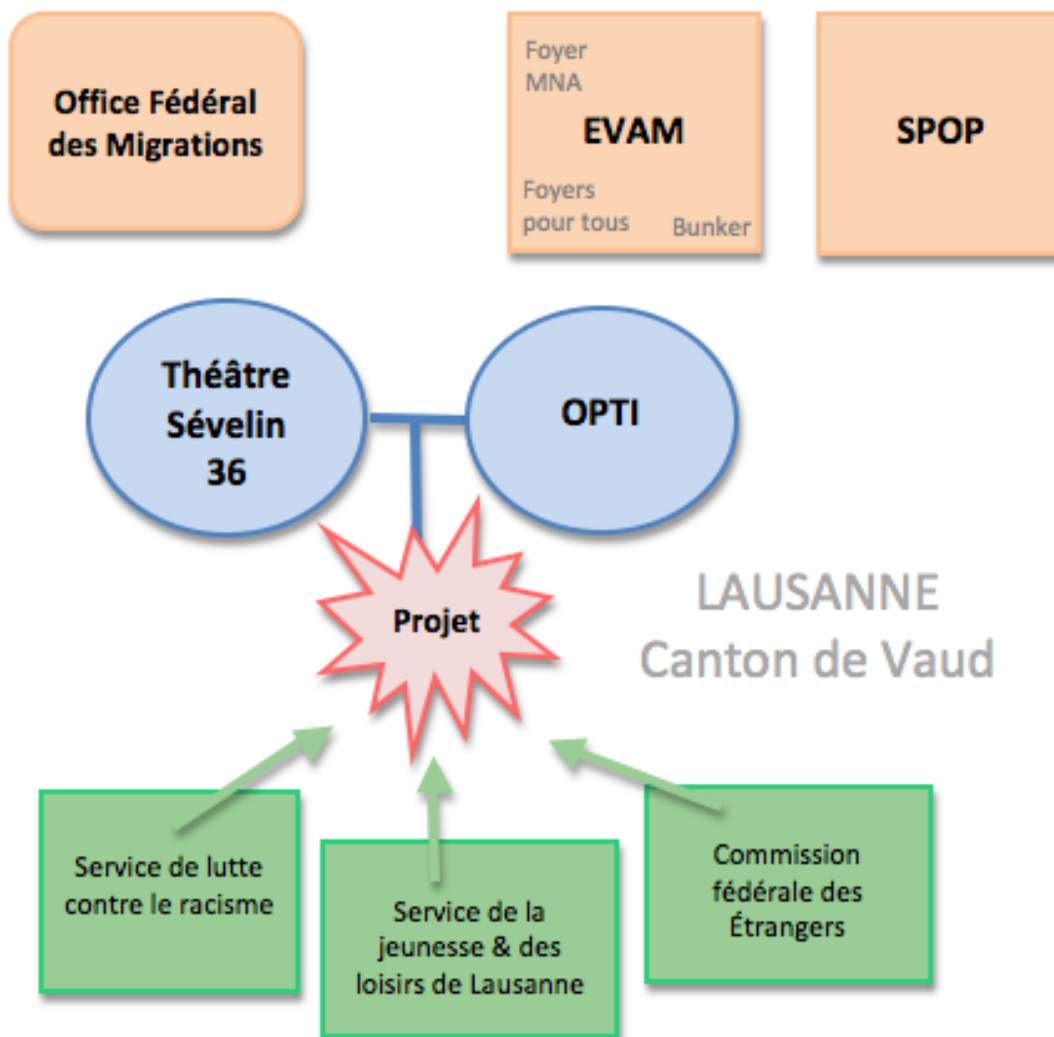 Office Fédéral
des Migrations
Foyer
MNA
EVAM
Foyers
pour tous
Bunker
SPOP
Théâtre
Sévelin
36
OPTI
Projet
LAUSANNE
Canton de Vaud
Service de lutte
contre le racisme
Service de la
jeunesse & des
loisirs de Lausanne
Commission
fédérale des
Étrangers